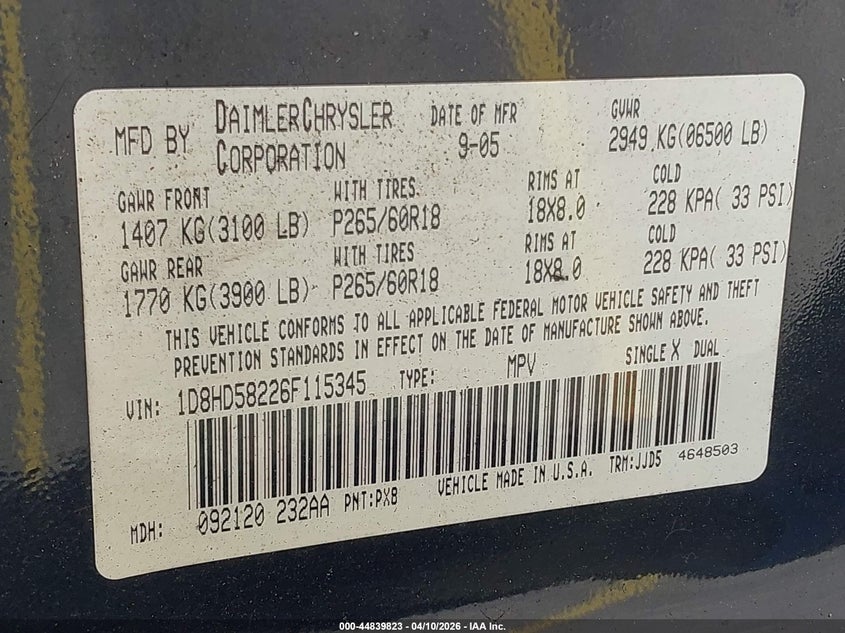 MFD BY DAIMLERCHRYSLER CORPORATION DATE OF MFR 9-05 GVWR 2949 KG(06500 LB)
GAWR FRONT WITH TIRES RIMS AT COLD
1407 KG(3100 LB) P265/60R18 18X8.0 228 KPA( 33 PSI)
GAWR REAR WITH TIRES RIMS AT COLD
1770 KG(3900 LB) P265/60R18 18X8.0 228 KPA( 33 PSI)
THIS VEHICLE CONFORMS TO ALL APPLICABLE FEDERAL MOTOR VEHICLE SAFETY AND THEFT
PREVENTION STANDARDS IN EFFECT ON THE DATE OF MANUFACTURE SHOWN ABOVE.
VIN: 1D8HD58226F115345 TYPE: MPV SINGLE X DUAL
MDH: 092120 232AA PNT:PX8 VEHICLE MADE IN U.S.A. TRM:JJD5 4648503
000-44839823 - 04/10/2026 - IAA Inc.